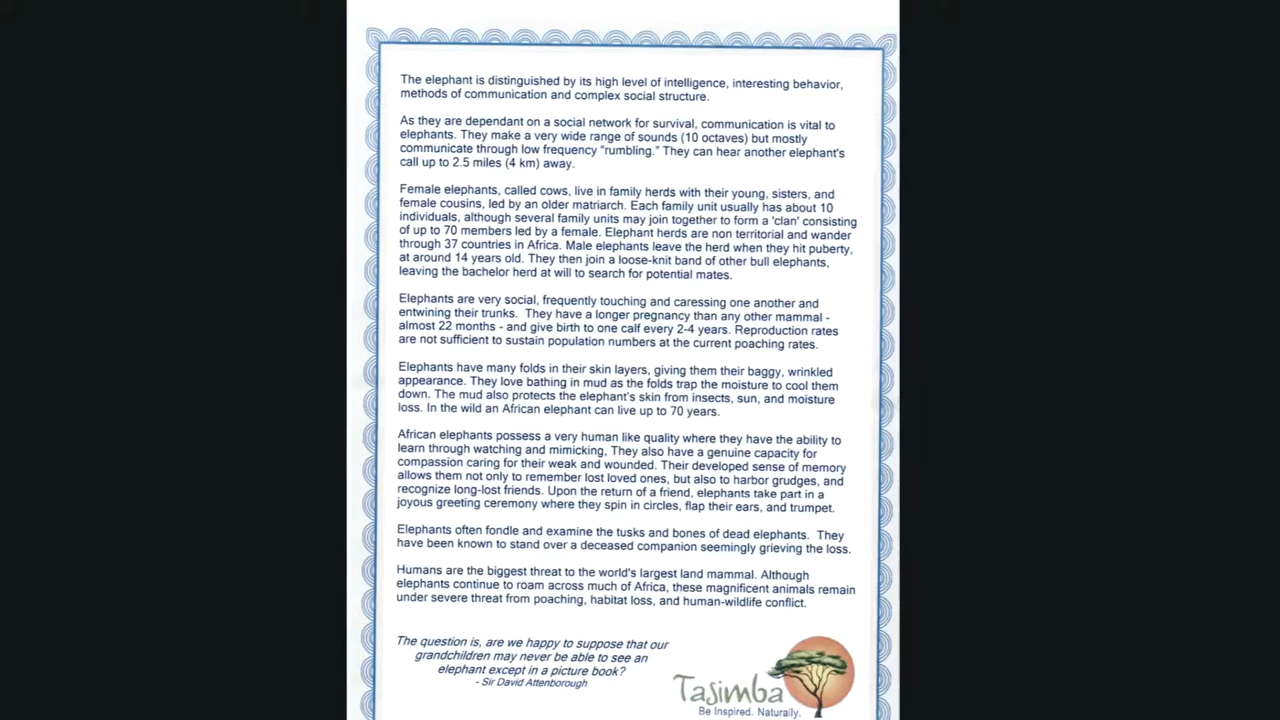 The elephant is distinguished by its high level of intelligence, interesting behavior,
methods of communication and complex social structure.
As they are dependant on a social network for survival, communication is vital to
elephants. They make a very wide range of sounds (10 octaves) but mostly
communicate through low frequency "rumbling." They can hear another elephant's
call up to 2.5 miles (4 km) away.
Female elephants, called cows, live in family herds with their young, sisters, and
female cousins, led by an older matriarch. Each family unit usually has about 10
individuals, although several family units may join together to form a 'clan' consisting
of up to 70 members led by a female. Elephant herds are non territorial and wander
through 37 countries in Africa. Male elephants leave the herd when they hit puberty,
at around 14 years old. They then join a loose-knit band of other bull elephants,
leaving the bachelor herd at will to search for potential mates.
Elephants are very social, frequently touching and caressing one another and
entwining their trunks. They have a longer pregnancy than any other mammal -
almost 22 months - and give birth to one calf every 2-4 years. Reproduction rates
are not sufficient to sustain population numbers at the current poaching rates.
Elephants have many folds in their skin layers, giving them their baggy, wrinkled
appearance. They love bathing in mud as the folds trap the moisture to cool them
down. The mud also protects the elephant's skin from insects, sun, and moisture
loss. In the wild an African elephant can live up to 70 years.
African elephants possess a very human like quality where they have the ability to
learn through watching and mimicking, They also have a genuine capacity for
compassion caring for their weak and wounded. Their developed sense of memory
allows them not only to remember lost loved ones, but also to harbor grudges, and
recognize long-lost friends. Upon the return of a friend, elephants take part in a
joyous greeting ceremony where they spin in circles, flap their ears, and trumpet.
Elephants often fondle and examine the tusks and bones of dead elephants. They
have been known to stand over a deceased companion seemingly grieving the loss.
Humans are the biggest threat to the world's largest land mammal. Although
elephants continue to roam across much of Africa, these magnificent animals remain
under severe threat from poaching, habitat loss, and human-wildlife conflict.
The question is, are we happy to suppose that our
grandchildren may never be able to see an
elephant except in a picture book?
- Sir David Attenborough
Tasimba
Be Inspired. Naturally.